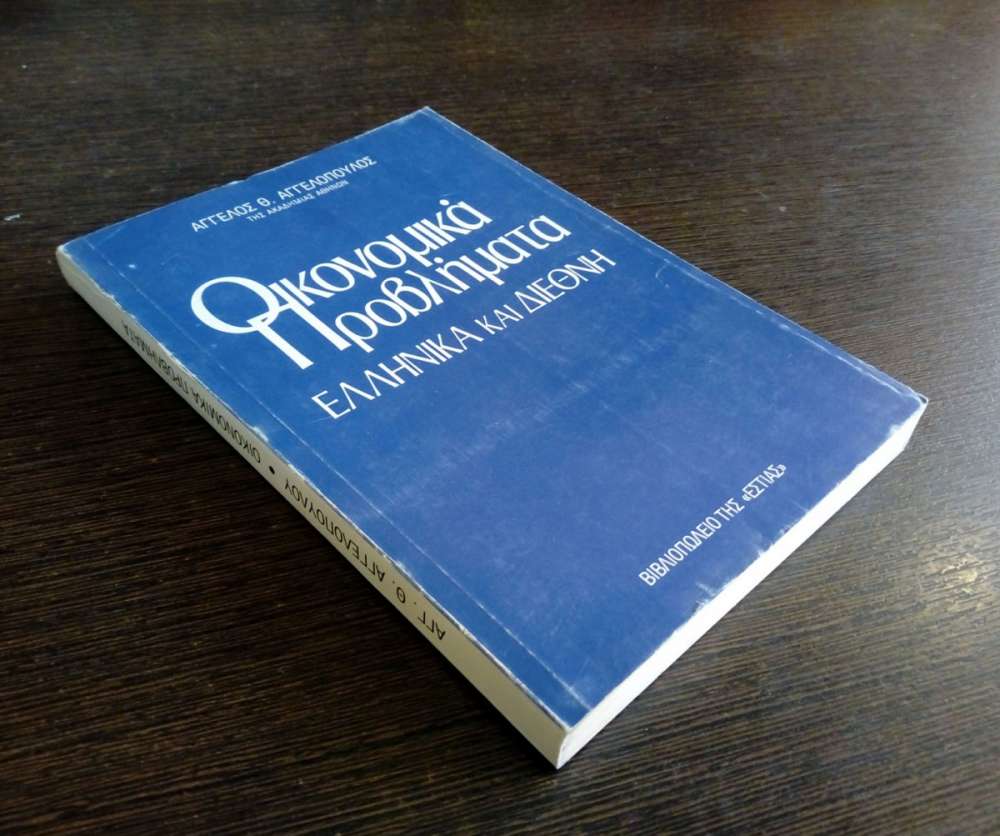 ΑΓΓΕΛΟΣ Θ. ΑΓΓΕΛΟΠΟΥΛΟΣ
ΤΗΣ ΑΚΑΔΗΜΙΑΣ ΑΘΗΝΩΝ
Οικονομικά
Προβλήματα
ΕΛΛΗΝΙΚΑ ΚΑΙ ΔΙΕΘΝΗ
ΒΙΒΛΙΟΠΩΛΕΙΟ ΤΗΣ «ΕΣΤΙΑΣ»
ΑΓΓ. Θ. ΑΓΓΕΛΟΠΟΥΛΟΥ • ΟΙΚΟΝΟΜΙΚΑ ΠΡΟΒΛΗΜΑΤΑ